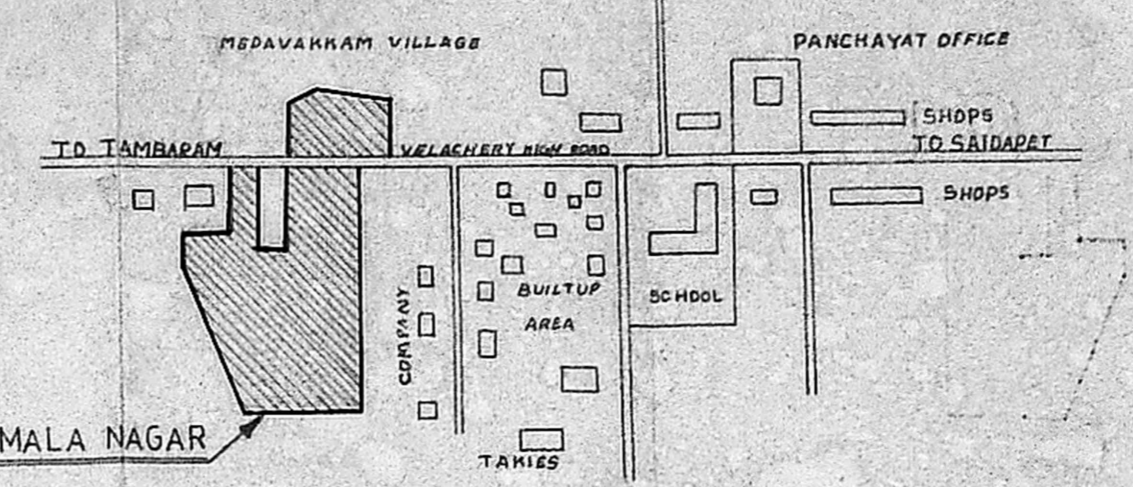 MEDAVAKKAM VILLAGE
PANCHAYAT OFFICE
SHOPS
TO TAMBARAM
VELACHERY HIGH ROAD
TO SAIDAPET
SHOPS
COMPANY
BUILTUP
AREA
SCHOOL
MALA NAGAR
TAKIES